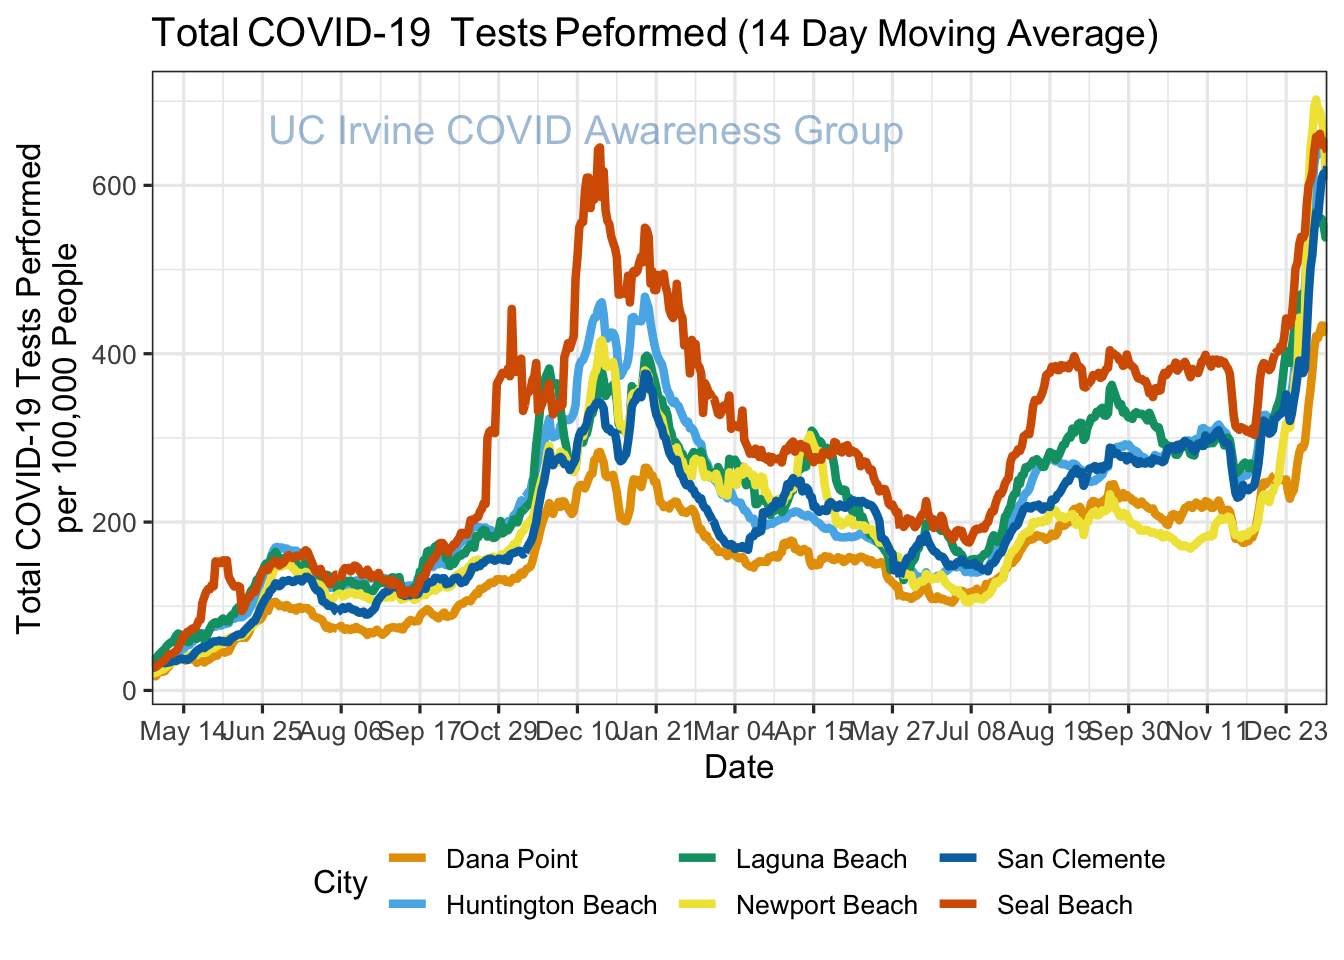 Total COVID-19 Tests Peformed (14 Day Moving Average)
UC Irvine COVID Awareness Group
Total COVID-19 Tests Performed
per 100,000 People
600
400
200
0
May 14 Jun 25 Aug 06 Sep 17 Oct 29 Dec 10 Jan 21 Mar 04 Apr 15 May 27 Jul 08 Aug 19 Sep 30 Nov 11 Dec 23
Date
City
Dana Point Laguna Beach San Clemente
Huntington Beach Newport Beach Seal Beach